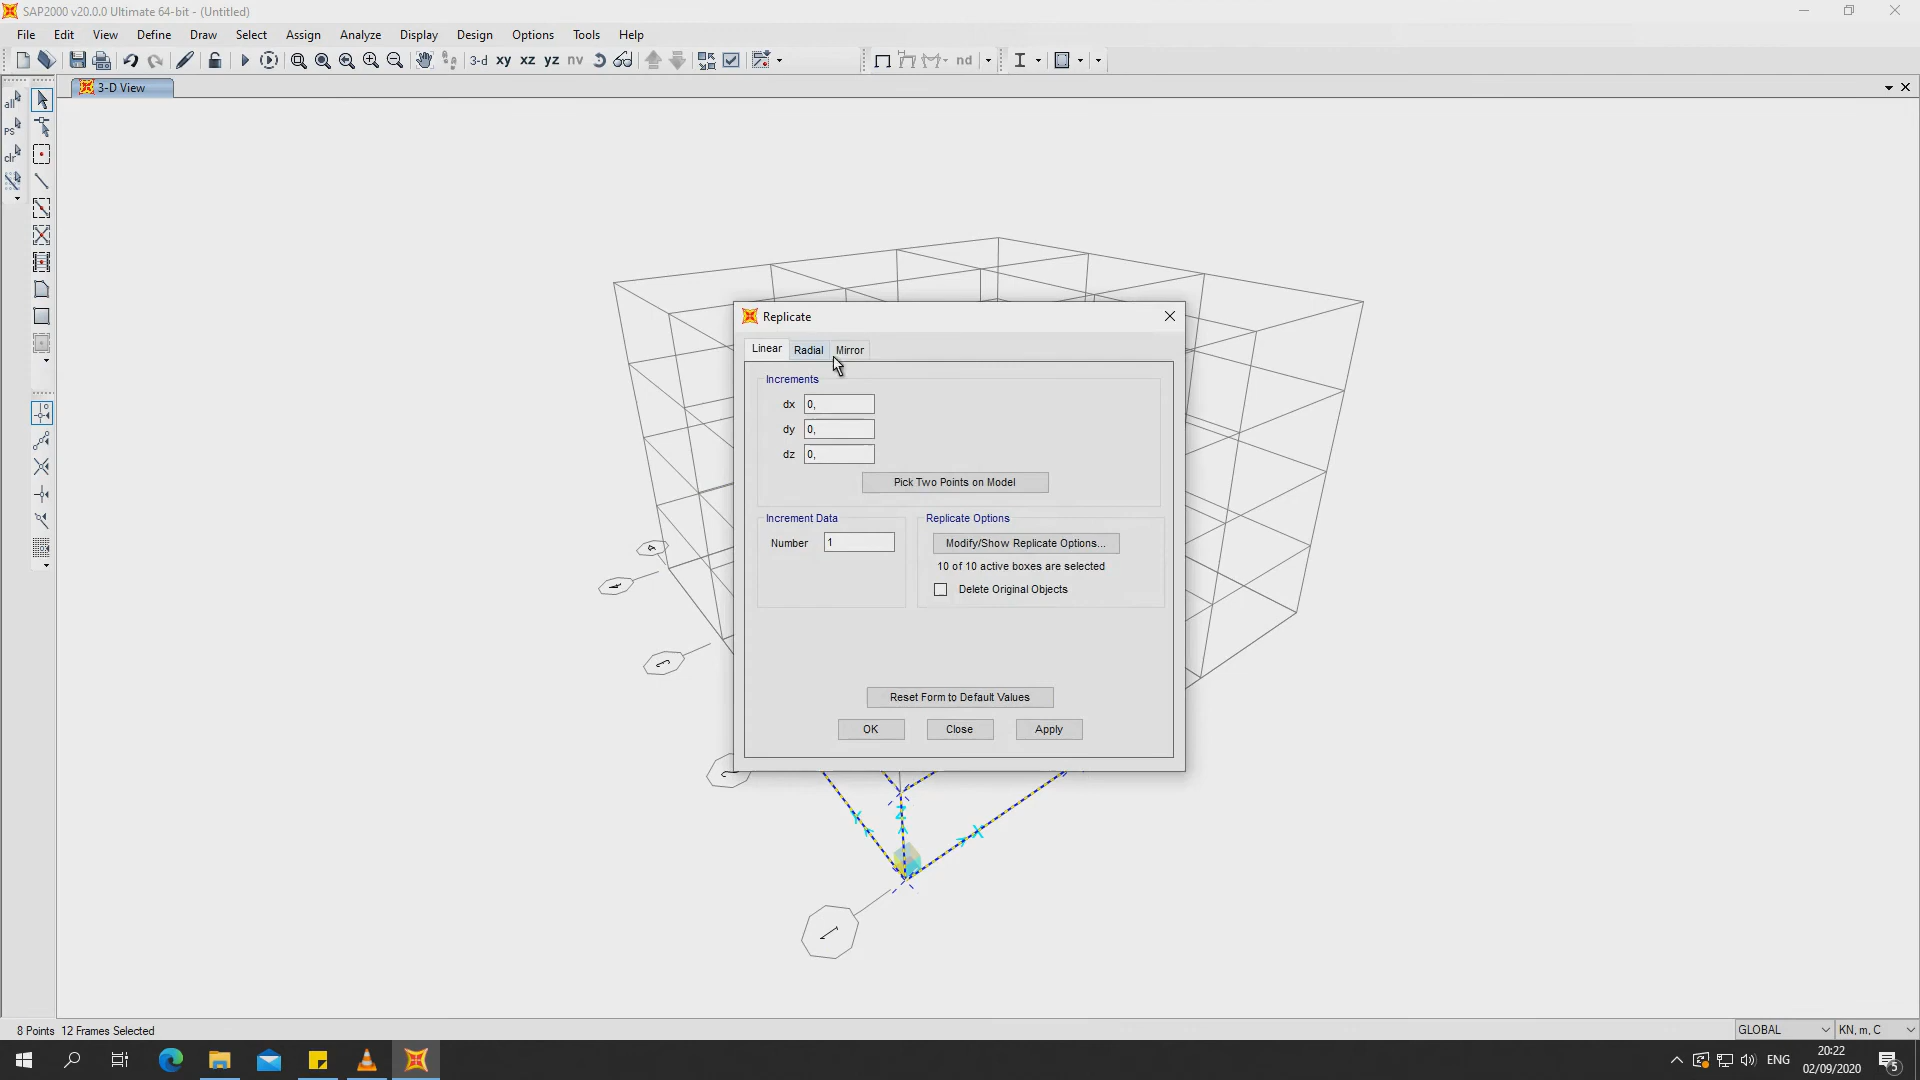 SAP2000 v20.0.0 Ultimate 64-bit - (Untitled)
File Edit View Define Draw Select Assign Analyze Display Design Options Tools Help
3-d xy xz yz nv nd
3-D View
all
PS
clr
Replicate
Linear Radial Mirror
Increments
dx 0,
dy 0,
dz 0,
Pick Two Points on Model
Increment Data
Number 1
Replicate Options
Modify/Show Replicate Options...
10 of 10 active boxes are selected
Delete Original Objects
Reset Form to Default Values
OK Close Apply
Y Z X
8 Points 12 Frames Selected
GLOBAL KN, m, C
ENG
20:22
02/09/2020
5